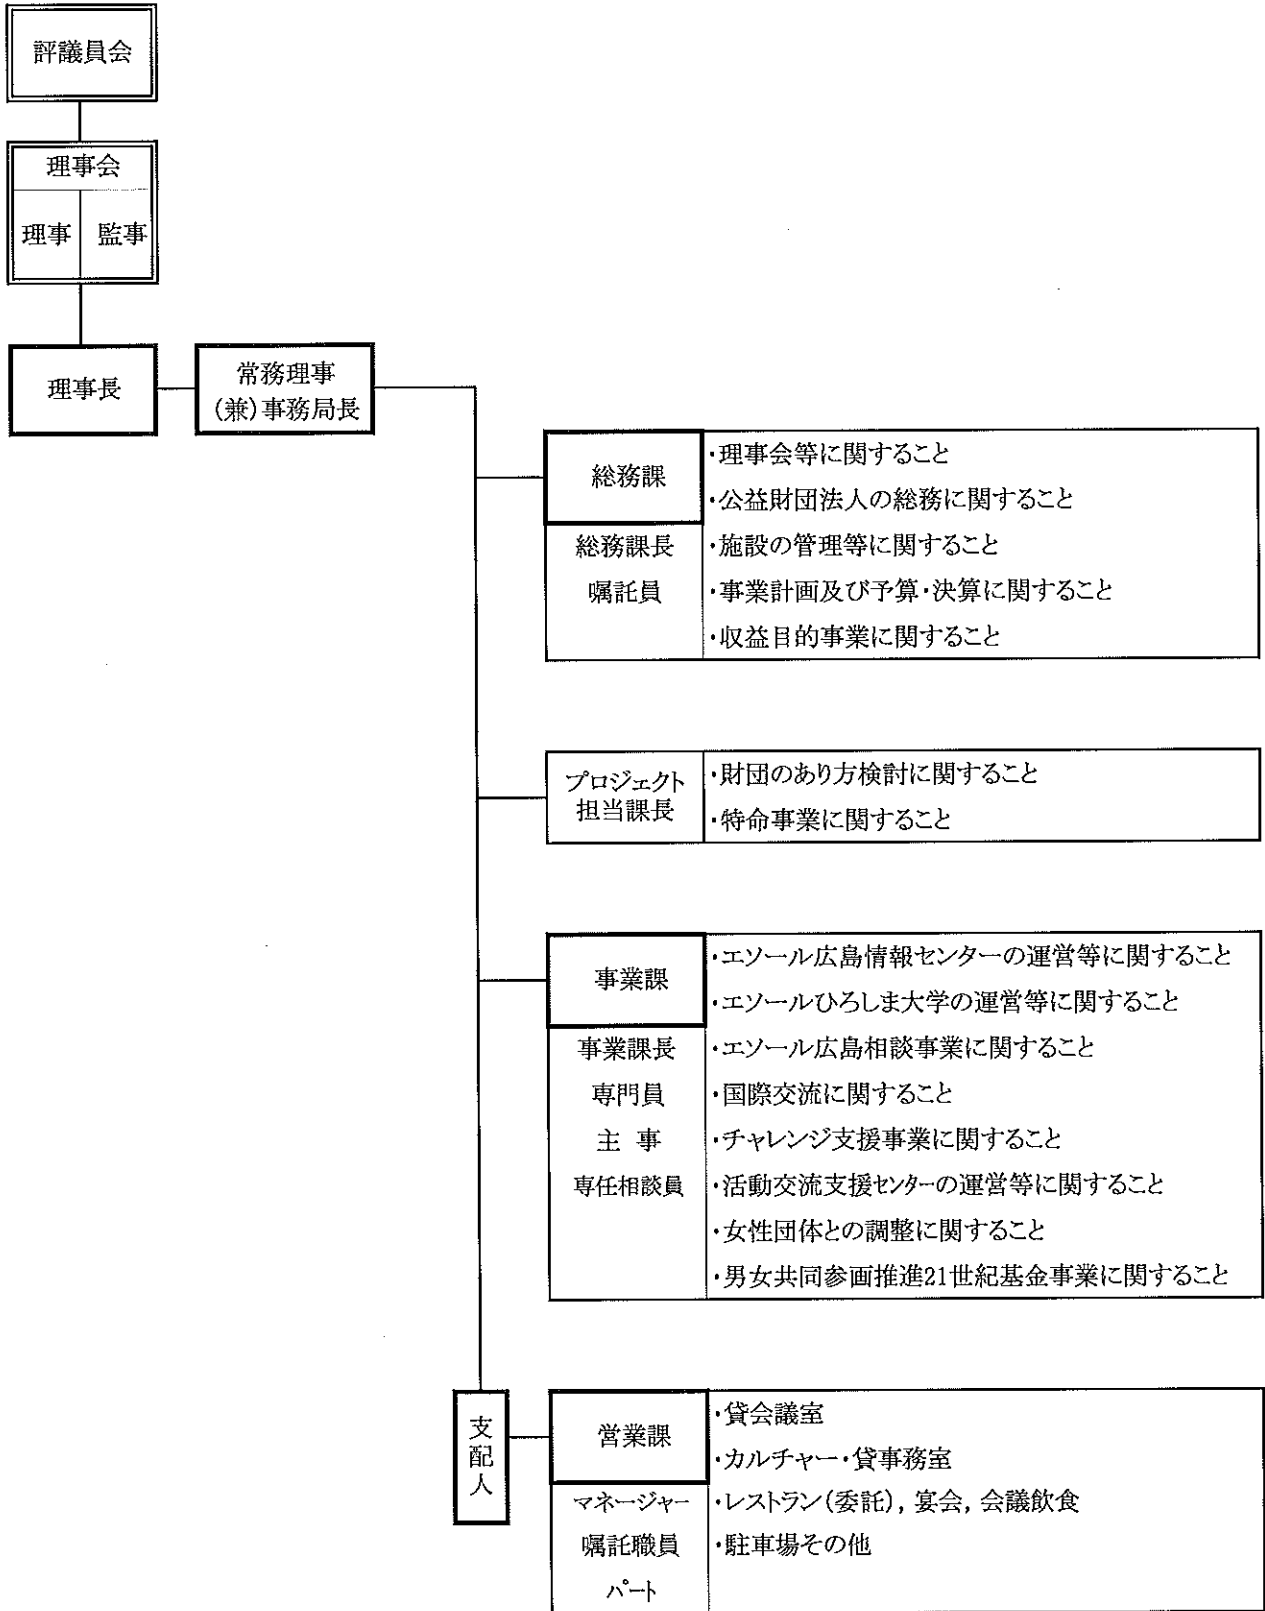 評議員会
理事会
理事 監事
理事長
常務理事
(兼)事務局長
総務課
総務課長
嘱託員
・理事会等に関すること
・公益財団法人の総務に関すること
・施設の管理等に関すること
・事業計画及び予算・決算に関すること
・収益目的事業に関すること
プロジェクト
担当課長
・財団のあり方検討に関すること
・特命事業に関すること
事業課
事業課長
専門員
主 事
専任相談員
・エソール広島情報センターの運営等に関すること
・エソールひろしま大学の運営等に関すること
・エソール広島相談事業に関すること
・国際交流に関すること
・チャレンジ支援事業に関すること
・活動交流支援センターの運営等に関すること
・女性団体との調整に関すること
・男女共同参画推進21世紀基金事業に関すること
支配人
営業課
マネージャー
嘱託職員
パート
・貸会議室
・カルチャー・貸事務室
・レストラン(委託), 宴会, 会議飲食
・駐車場その他